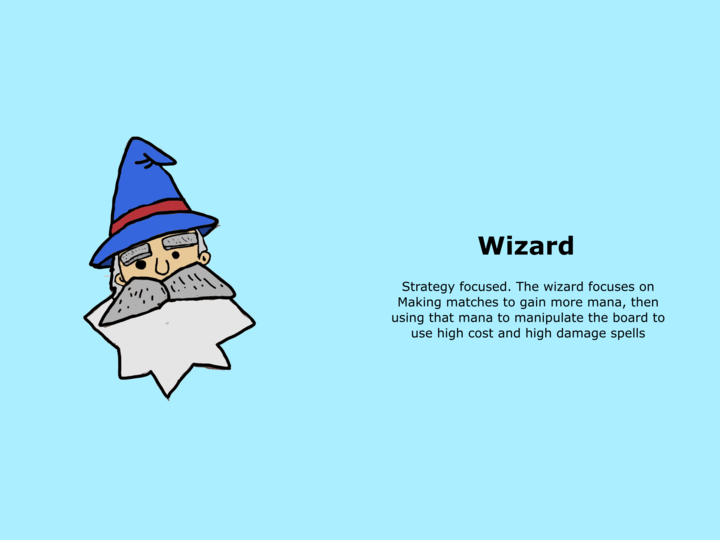 Wizard
Strategy focused. The wizard focuses on
Making matches to gain more mana, then
using that mana to manipulate the board to
use high cost and high damage spells